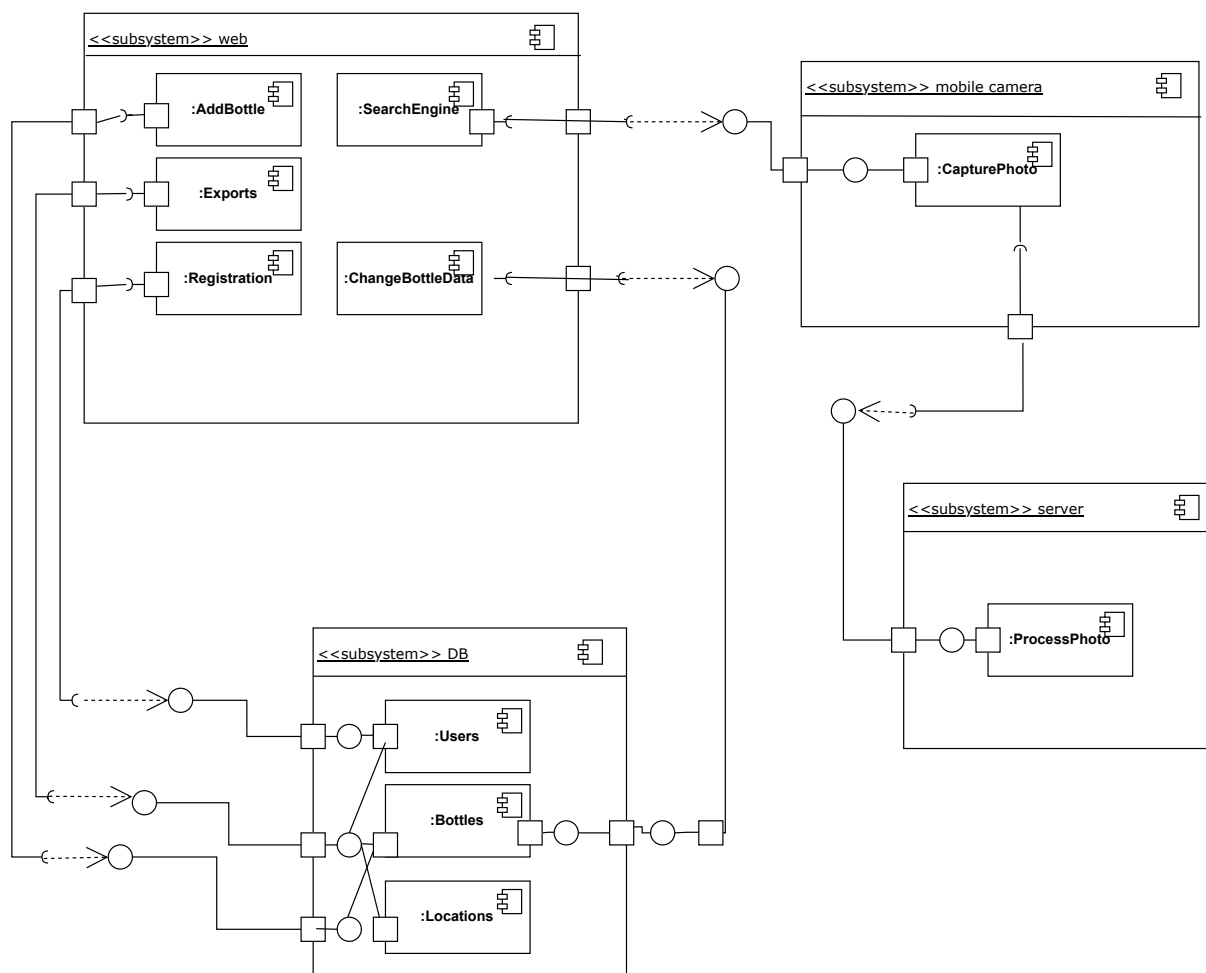 <<subsystem>> web
:AddBottle
:SearchEngine
:Exports
:Registration
:ChangeBottleData
<<subsystem>> mobile camera
:CapturePhoto
<<subsystem>> server
:ProcessPhoto
<<subsystem>> DB
:Users
:Bottles
:Locations